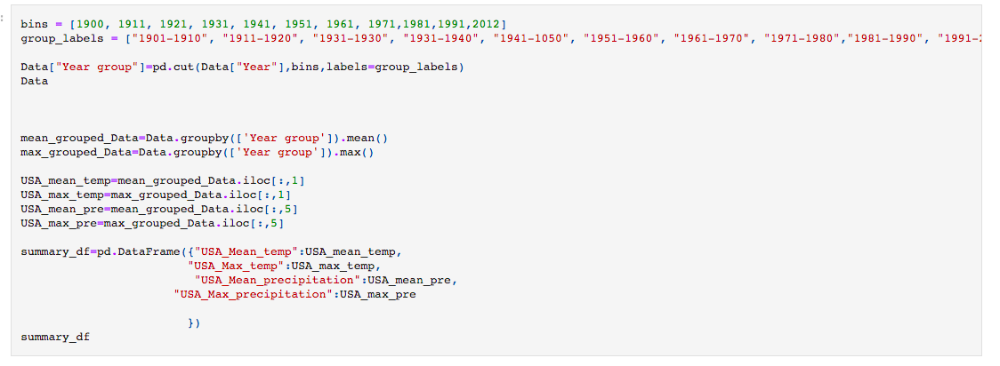 bins = [1900, 1911, 1921, 1931, 1941, 1951, 1961, 1971,1981,1991,2012]
group_labels = ["1901-1910", "1911-1920", "1931-1930", "1931-1940", "1941-1050", "1951-1960", "1961-1970", "1971-1980","1981-1990", "1991-
Data["Year group"]=pd.cut(Data["Year"],bins,labels=group_labels)
Data
mean_grouped_Data=Data.groupby(['Year group']).mean()
max_grouped_Data=Data.groupby(['Year group']).max()
USA_mean_temp=mean_grouped_Data.iloc[:,1]
USA_max_temp=max_grouped_Data.iloc[:,1]
USA_mean_pre=mean_grouped_Data.iloc[:,5]
USA_max_pre=max_grouped_Data.iloc[:,5]
summary_df=pd.DataFrame({"USA_Mean_temp":USA_mean_temp,
"USA_Max_temp":USA_max_temp,
"USA_Mean_precipitation":USA_mean_pre,
"USA_Max_precipitation":USA_max_pre
})
summary_df